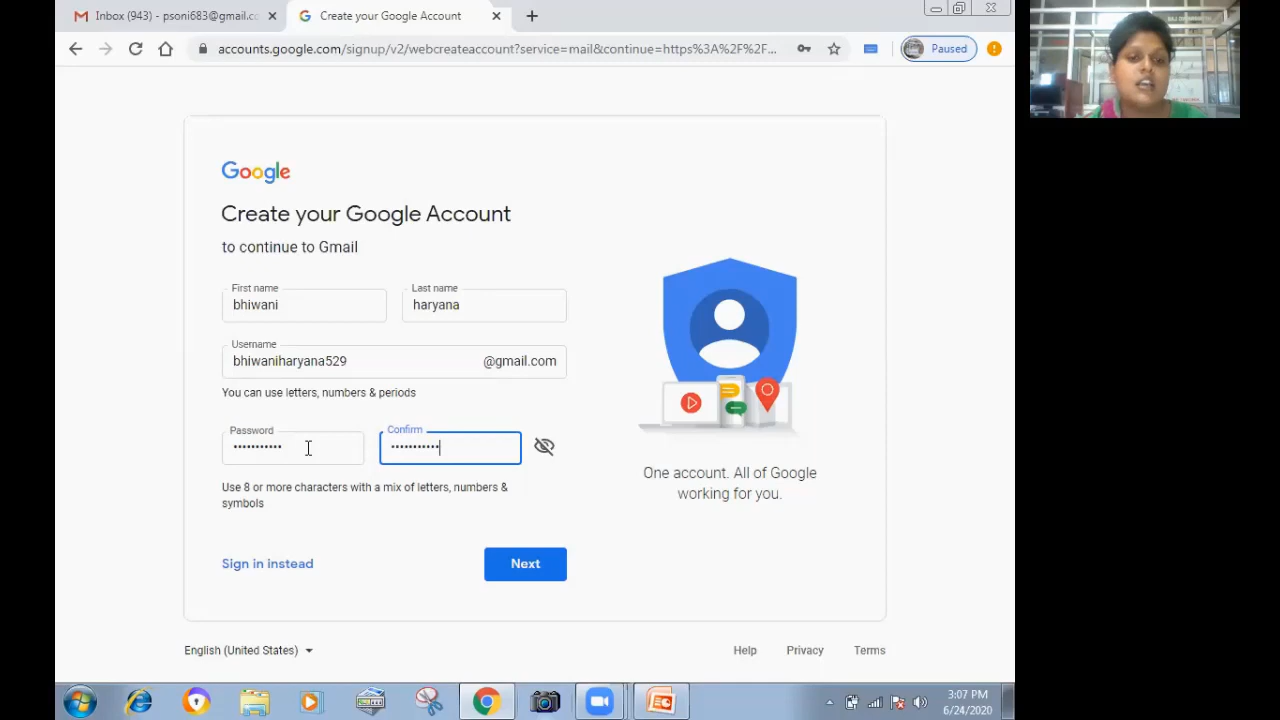 Inbox (943) - psoni683@gmail.cc
Create your Google Account
accounts.google.com/signup/v2/webcreateaccount?service=mail&continue=https%3A%2F%2F...
Paused
Google
Create your Google Account
to continue to Gmail
First name
bhiwani
Last name
haryana
Username
bhiwaniharyana529
@gmail.com
You can use letters, numbers & periods
Password
Confirm
Use 8 or more characters with a mix of letters, numbers &
symbols
Sign in instead
Next
One account. All of Google
working for you.
English (United States)
Help
Privacy
Terms
3:07 PM
6/24/2020